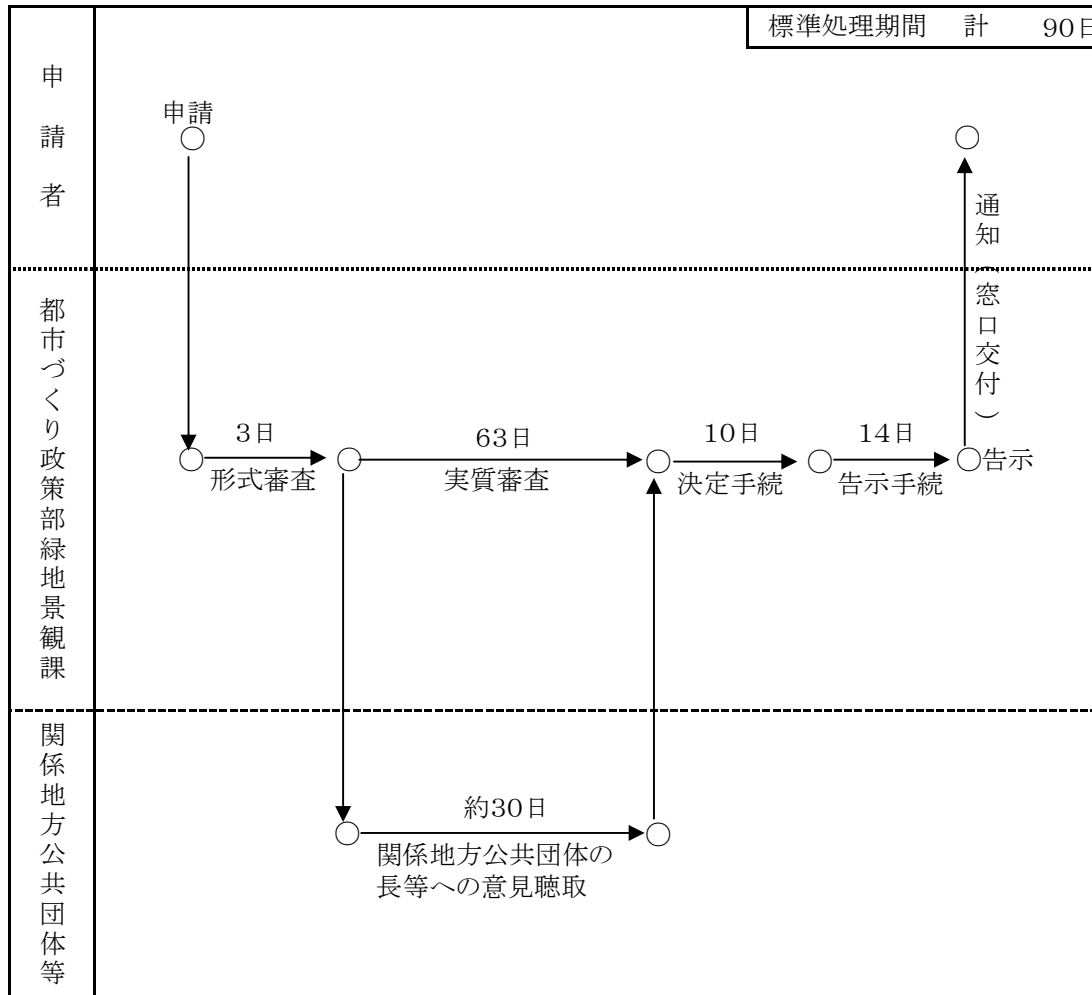 標準処理期間 計 90日
申請者
申請
通知（窓口交付）
都市づくり政策部緑地景観課
3日
形式審査
63日
実質審査
10日
決定手続
14日
告示手続
告示
関係地方公共団体等
約30日
関係地方公共団体の
長等への意見聴取